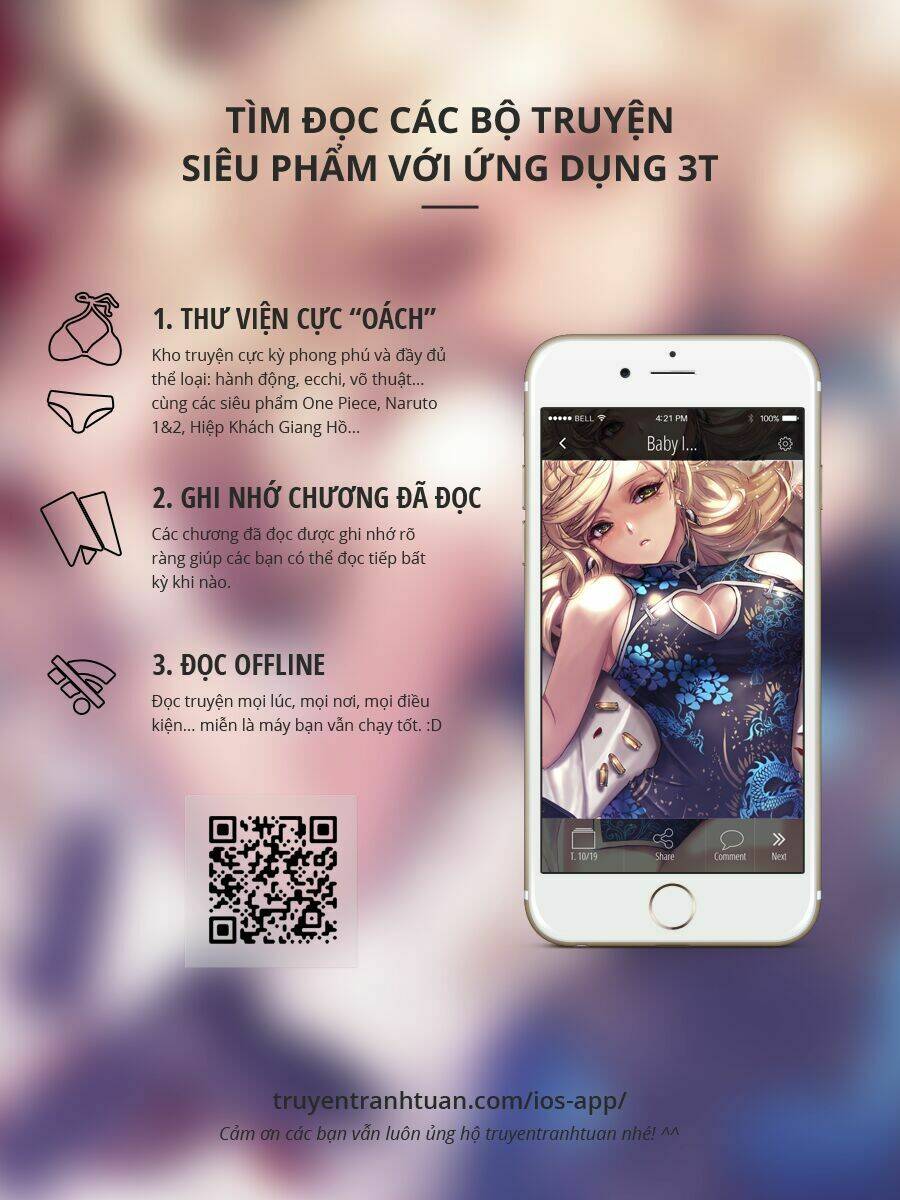 TÌM ĐỌC CÁC BỘ TRUYỆN
SIÊU PHẨM VỚI ỨNG DỤNG 3T
1. THƯ VIỆN CỰC “OÁCH”
Kho truyện cực kỳ phong phú và đầy đủ
thể loại: hành động, ecchi, võ thuật...
cùng các siêu phẩm One Piece, Naruto
1&2, Hiệp Khách Giang Hồ...
2. GHI NHỚ CHƯƠNG ĐÃ ĐỌC
Các chương đã đọc được ghi nhớ rõ
ràng giúp các bạn có thể đọc tiếp bất
kỳ khi nào.
3. ĐỌC OFFLINE
Đọc truyện mọi lúc, mọi nơi, mọi điều
kiện... miễn là máy bạn vẫn chạy tốt. :D
BELL 4:21 PM 100%
Baby I...
T. 10/19 Share Comment Next
truyentranhtuan.com/ios-app/
Cảm ơn các bạn vẫn luôn ủng hộ truyentranhtuan nhé! ^^